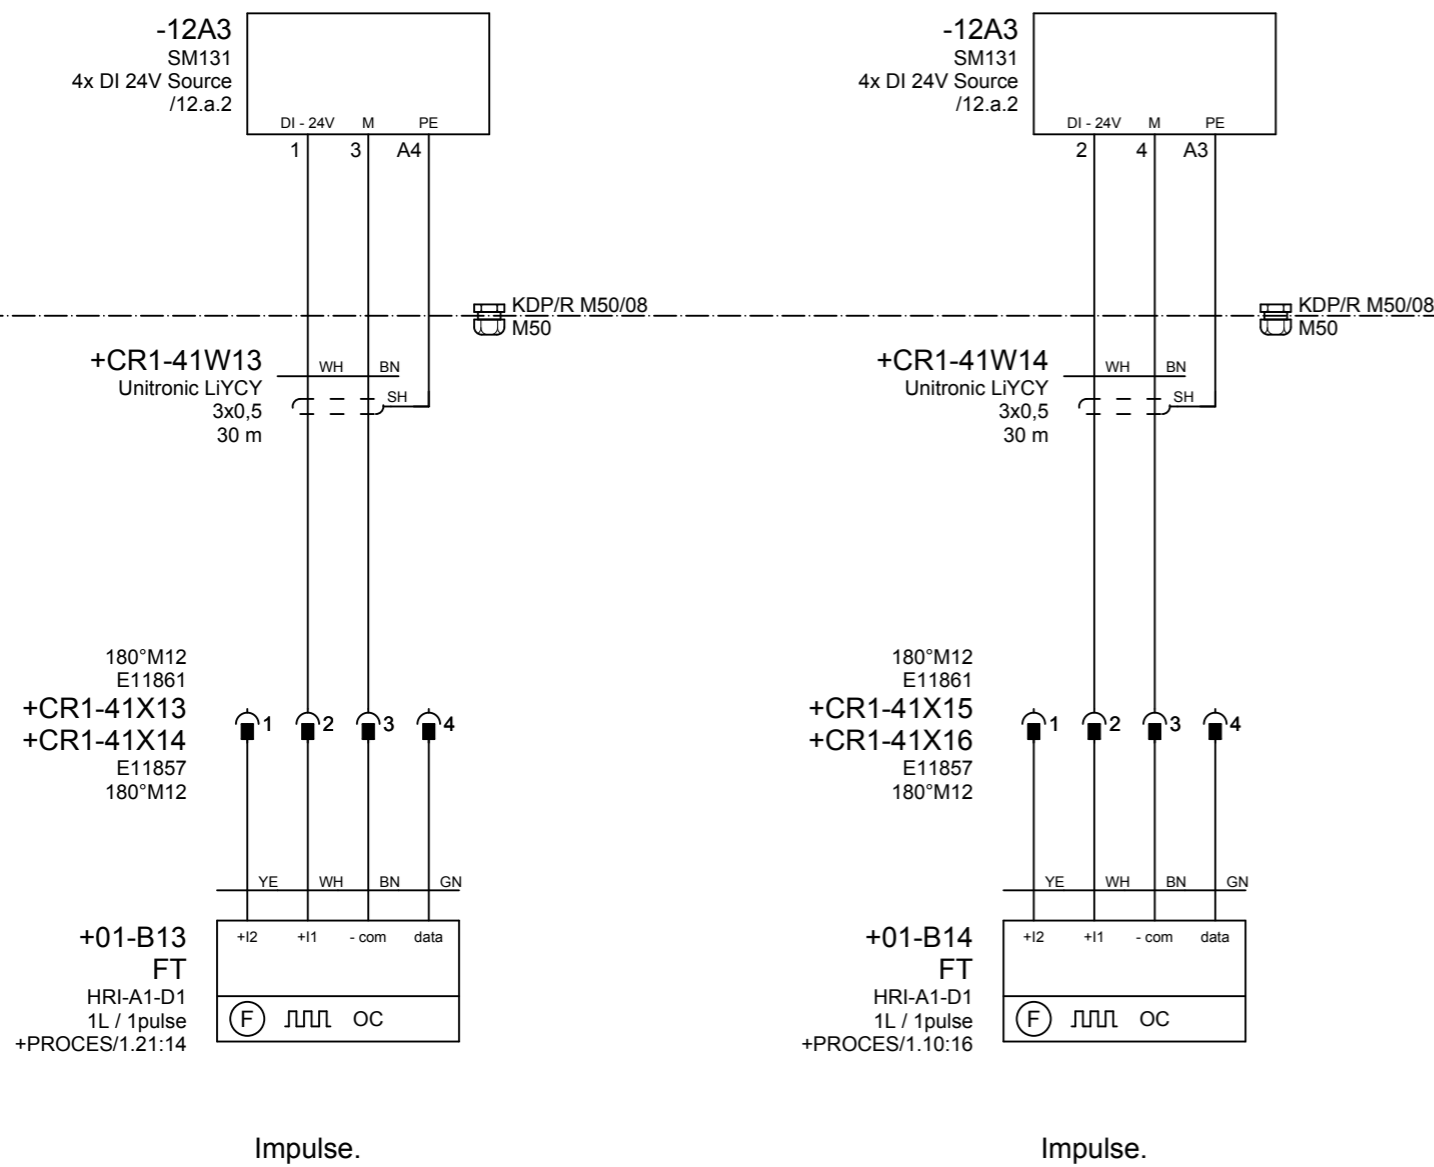 -12A3
SM131
4x DI 24V Source
/12.a.2
DI - 24V M PE
1 3 A4
KDP/R M50/08
M50
+CR1-41W13
Unitronic LiYCY
3x0,5
30 m
WH BN
SH
180°M12
E11861
+CR1-41X13
+CR1-41X14
E11857
180°M12
1 2 3 4
YE WH BN GN
+01-B13
FT
HRI-A1-D1
1L / 1pulse
+PROCES/1.21:14
+I2 +I1 - com data
F OC
Impulse.
-12A3
SM131
4x DI 24V Source
/12.a.2
DI - 24V M PE
2 4 A3
KDP/R M50/08
M50
+CR1-41W14
Unitronic LiYCY
3x0,5
30 m
WH BN
SH
180°M12
E11861
+CR1-41X15
+CR1-41X16
E11857
180°M12
1 2 3 4
YE WH BN GN
+01-B14
FT
HRI-A1-D1
1L / 1pulse
+PROCES/1.10:16
+I2 +I1 - com data
F OC
Impulse.